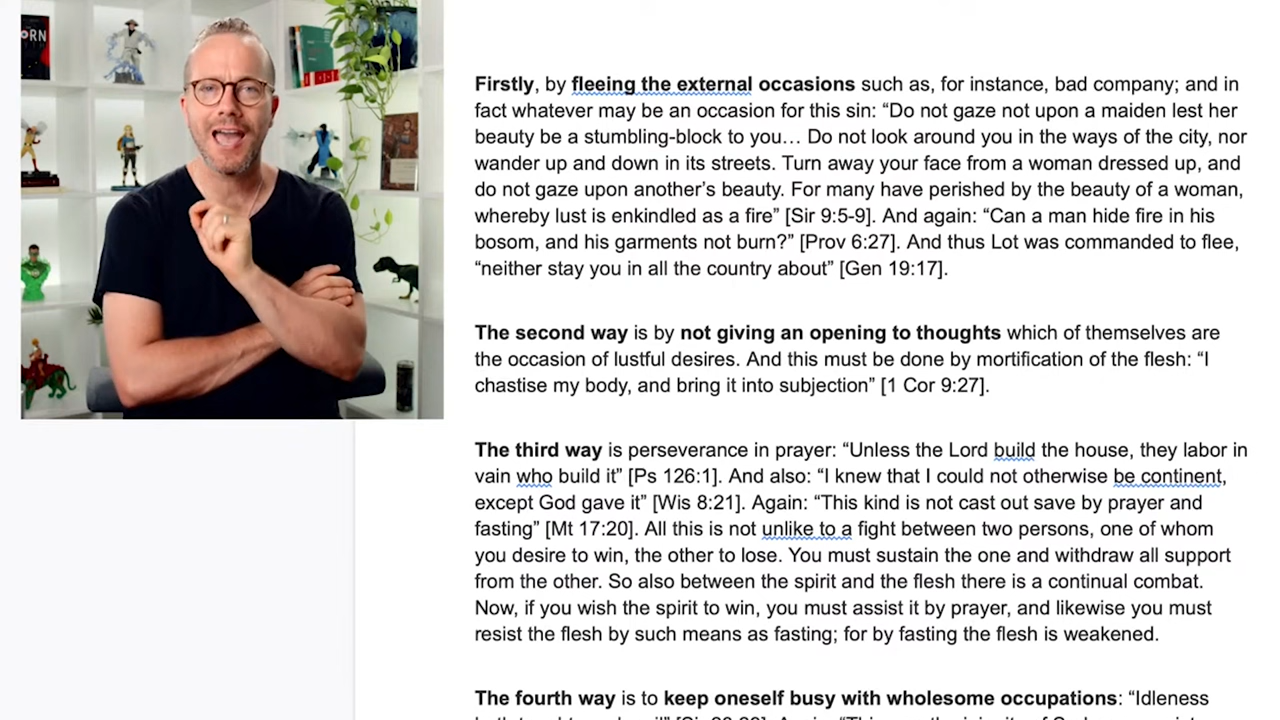 ORN
Firstly, by fleeing the external occasions such as, for instance, bad company; and in
fact whatever may be an occasion for this sin: “Do not gaze not upon a maiden lest her
beauty be a stumbling-block to you… Do not look around you in the ways of the city, nor
wander up and down in its streets. Turn away your face from a woman dressed up, and
do not gaze upon another’s beauty. For many have perished by the beauty of a woman,
whereby lust is enkindled as a fire” [Sir 9:5-9]. And again: “Can a man hide fire in his
bosom, and his garments not burn?” [Prov 6:27]. And thus Lot was commanded to flee,
“neither stay you in all the country about” [Gen 19:17].
The second way is by not giving an opening to thoughts which of themselves are
the occasion of lustful desires. And this must be done by mortification of the flesh: “I
chastise my body, and bring it into subjection” [1 Cor 9:27].
The third way is perseverance in prayer: “Unless the Lord build the house, they labor in
vain who build it” [Ps 126:1]. And also: “I knew that I could not otherwise be continent,
except God gave it” [Wis 8:21]. Again: “This kind is not cast out save by prayer and
fasting” [Mt 17:20]. All this is not unlike to a fight between two persons, one of whom
you desire to win, the other to lose. You must sustain the one and withdraw all support
from the other. So also between the spirit and the flesh there is a continual combat.
Now, if you wish the spirit to win, you must assist it by prayer, and likewise you must
resist the flesh by such means as fasting; for by fasting the flesh is weakened.
The fourth way is to keep oneself busy with wholesome occupations: “Idleness